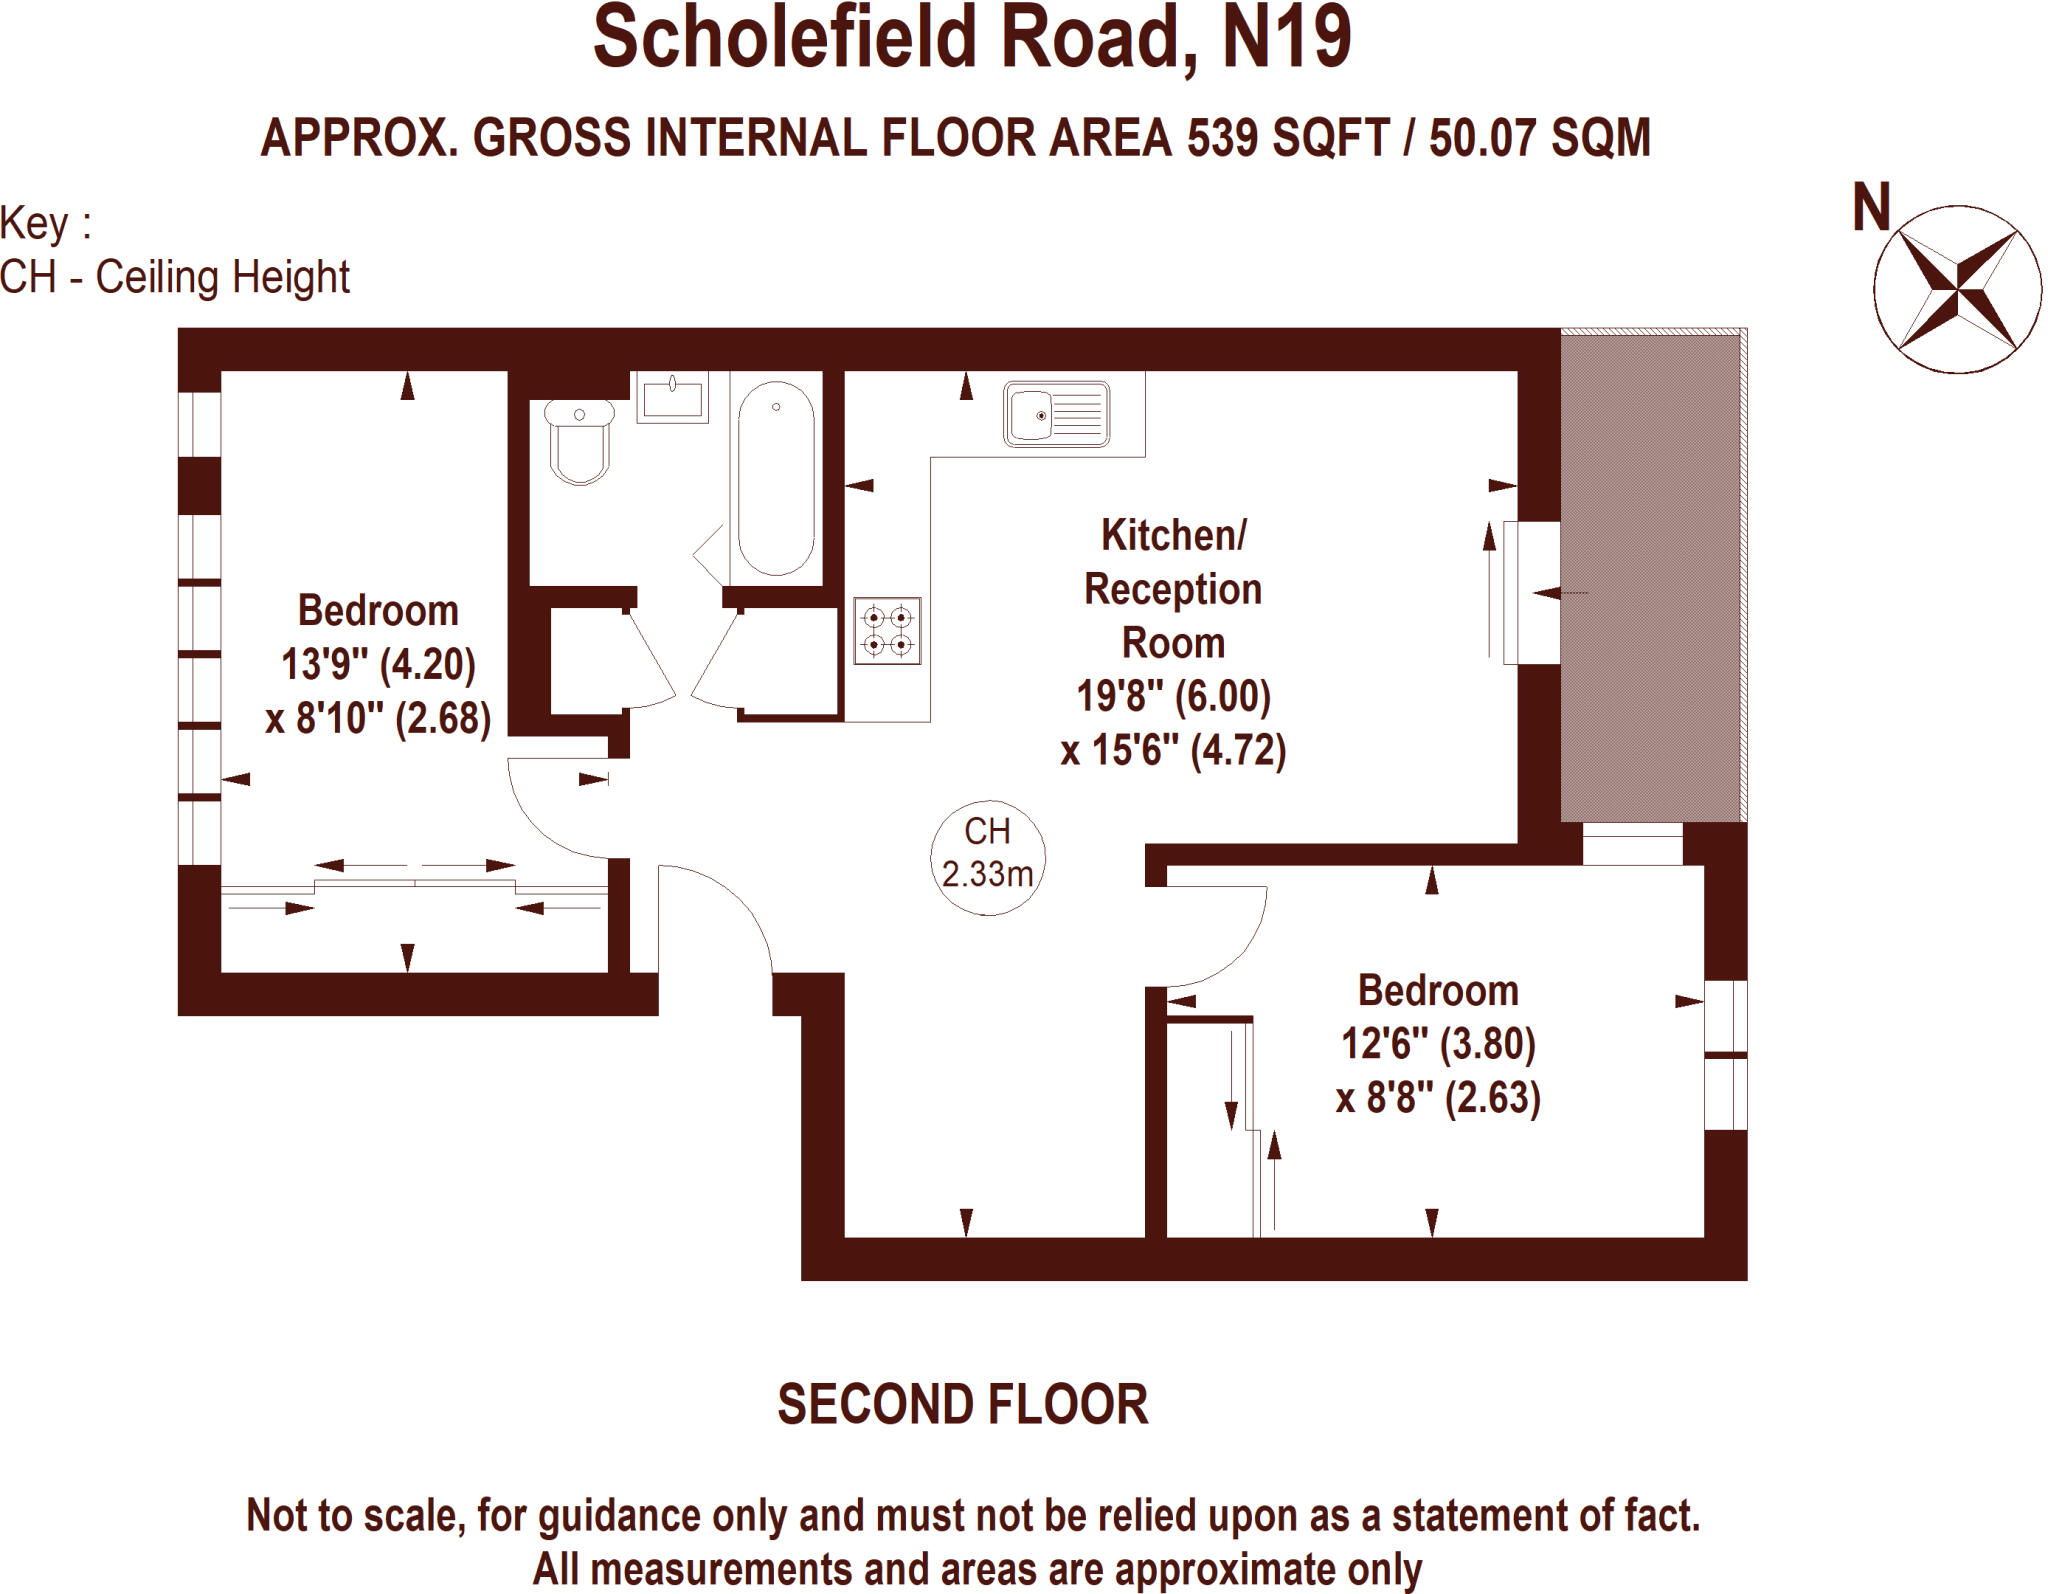 Scholefield Road, N19
APPROX. GROSS INTERNAL FLOOR AREA 539 SQFT / 50.07 SQM
Key :
CH - Ceiling Height
N
Bedroom
13'9" (4.20)
x 8'10" (2.68)
Kitchen/
Reception
Room
19'8" (6.00)
x 15'6" (4.72)
CH
2.33m
Bedroom
12'6" (3.80)
x 8'8" (2.63)
SECOND FLOOR
Not to scale, for guidance only and must not be relied upon as a statement of fact.
All measurements and areas are approximate only